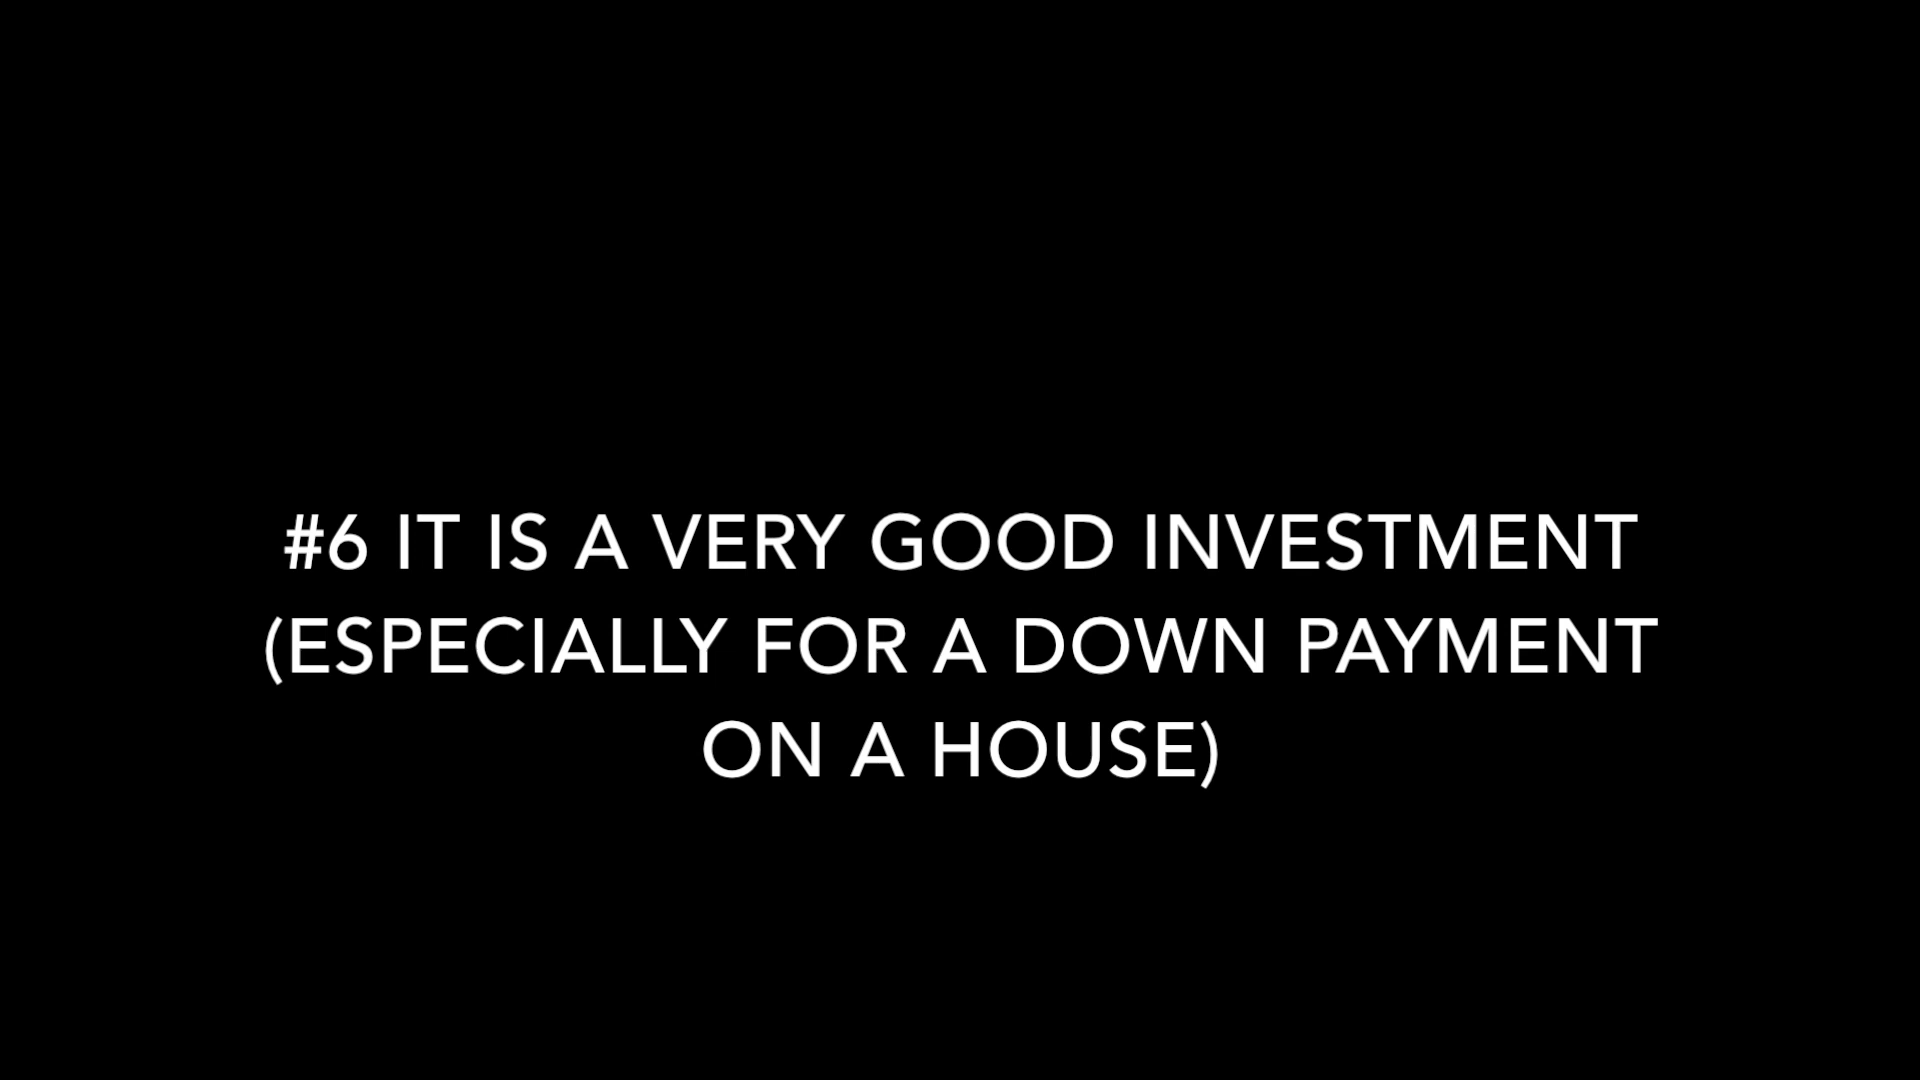 #6 IT IS A VERY GOOD INVESTMENT
(ESPECIALLY FOR A DOWN PAYMENT
ON A HOUSE)